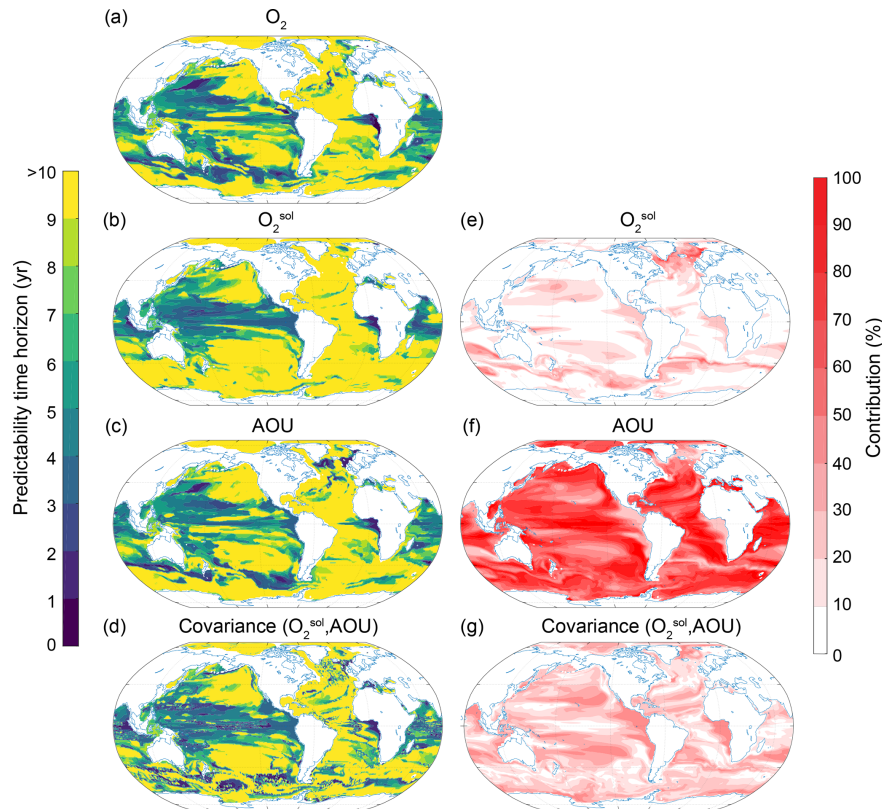 (a) O₂
(b) O₂ˢᵒˡ
(e) O₂ˢᵒˡ
(c) AOU
(f) AOU
(d) Covariance (O₂ˢᵒˡ,AOU)
(g) Covariance (O₂ˢᵒˡ,AOU)
Predictability time horizon (yr)
>10
9
8
7
6
5
4
3
2
1
0
Contribution (%)
100
90
80
70
60
50
40
30
20
10
0